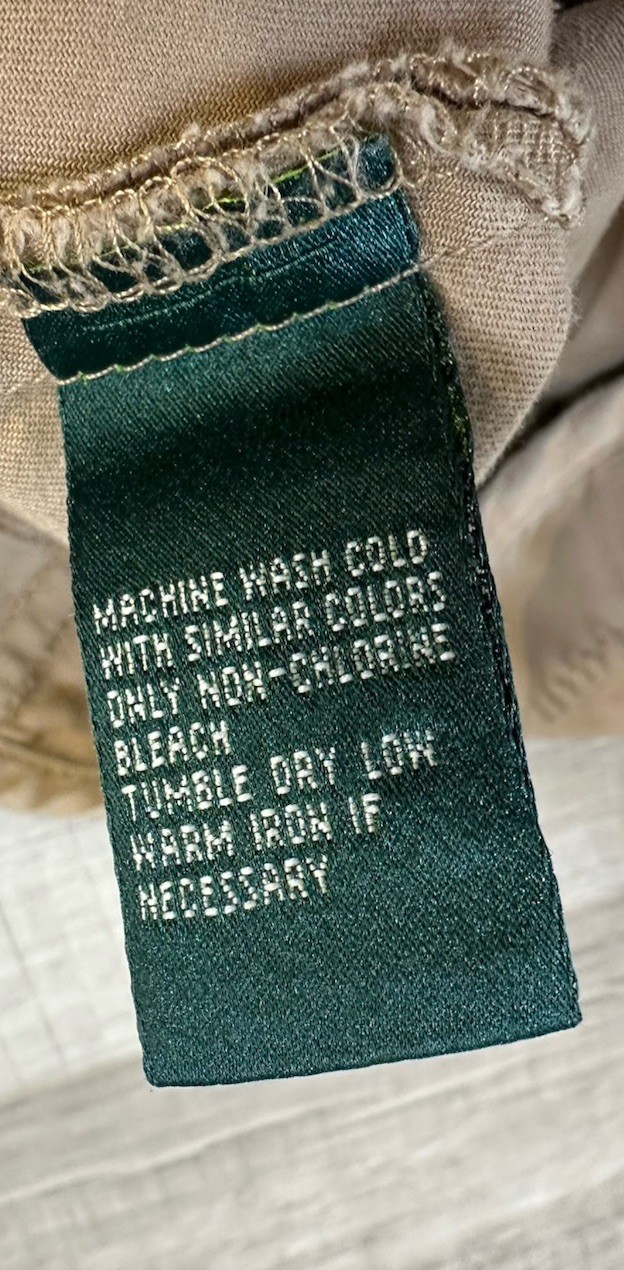 MACHINE WASH COLD
WITH SIMILAR COLORS
ONLY NON-CHLORINE
BLEACH
TUMBLE DRY LOW
WARM IRON IF
NECESSARY